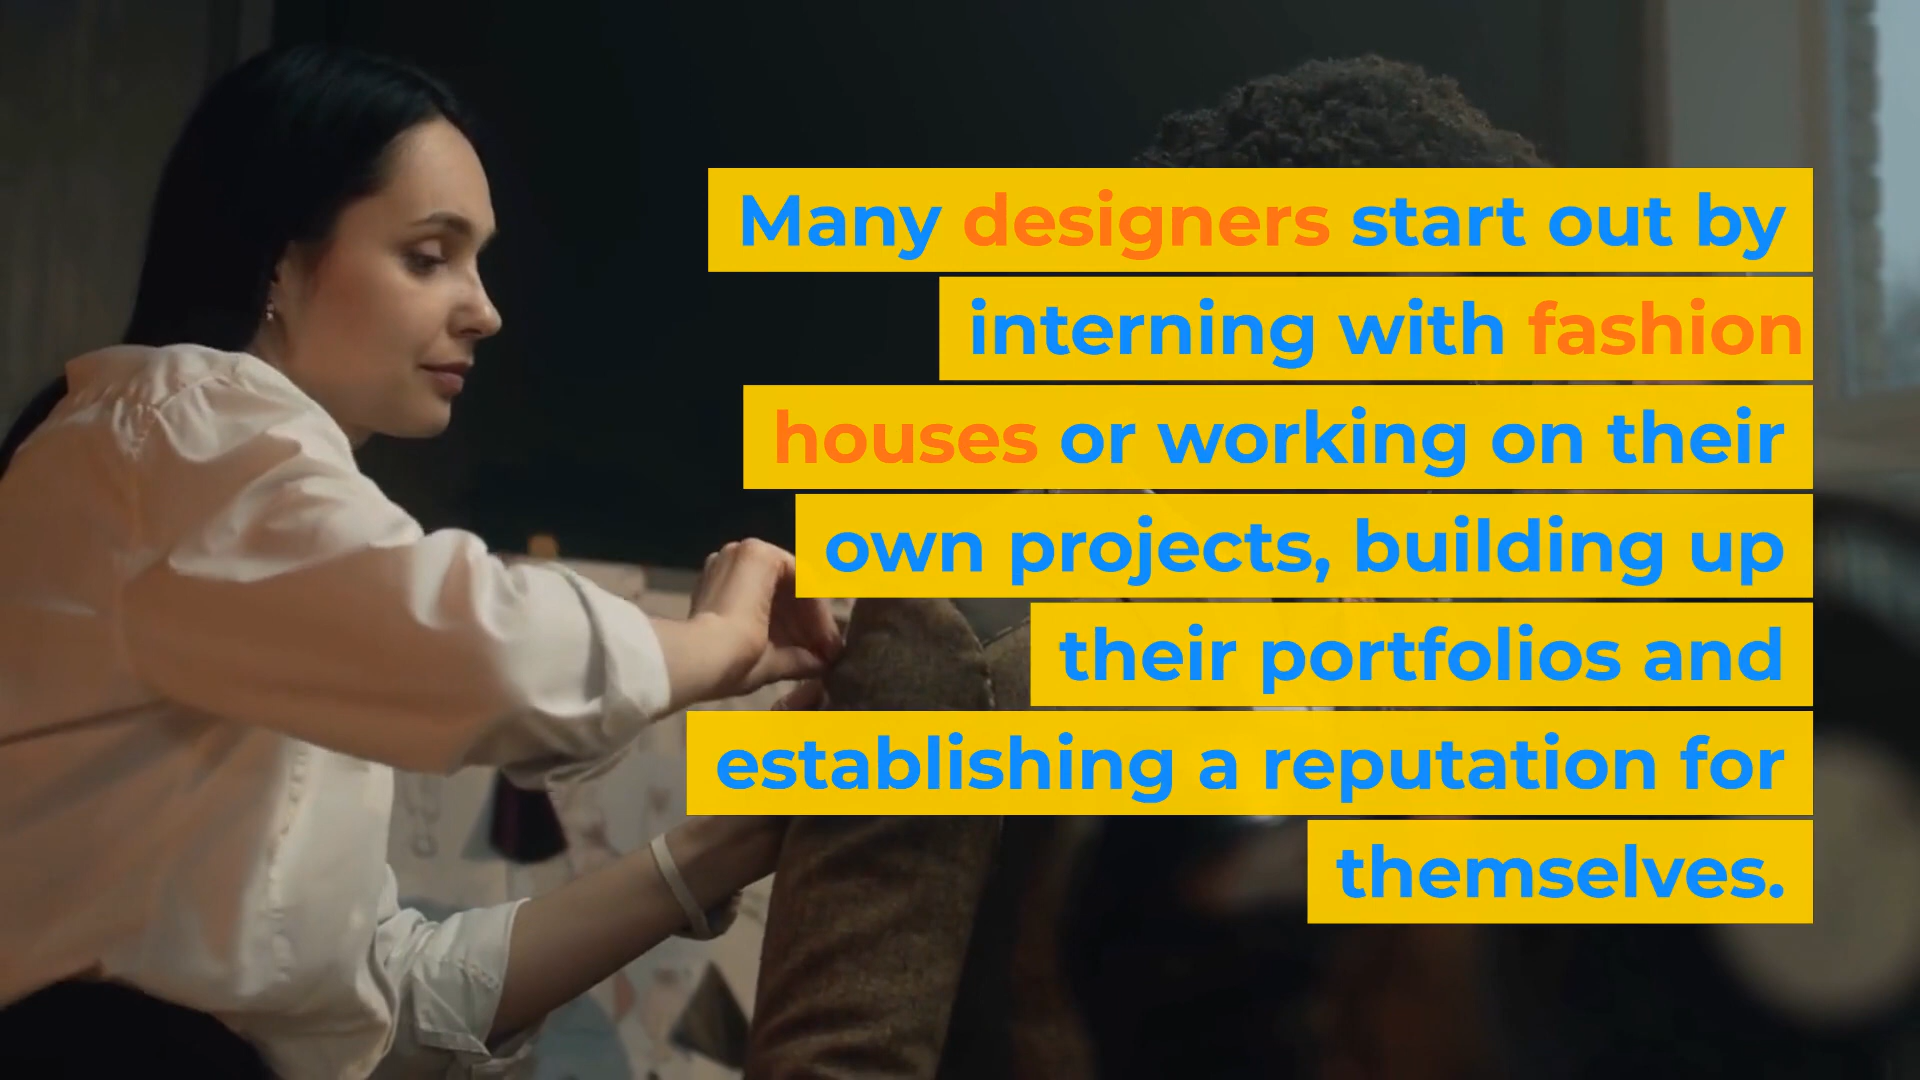 Many designers start out by
interning with fashion
houses or working on their
own projects, building up
their portfolios and
establishing a reputation for
themselves.